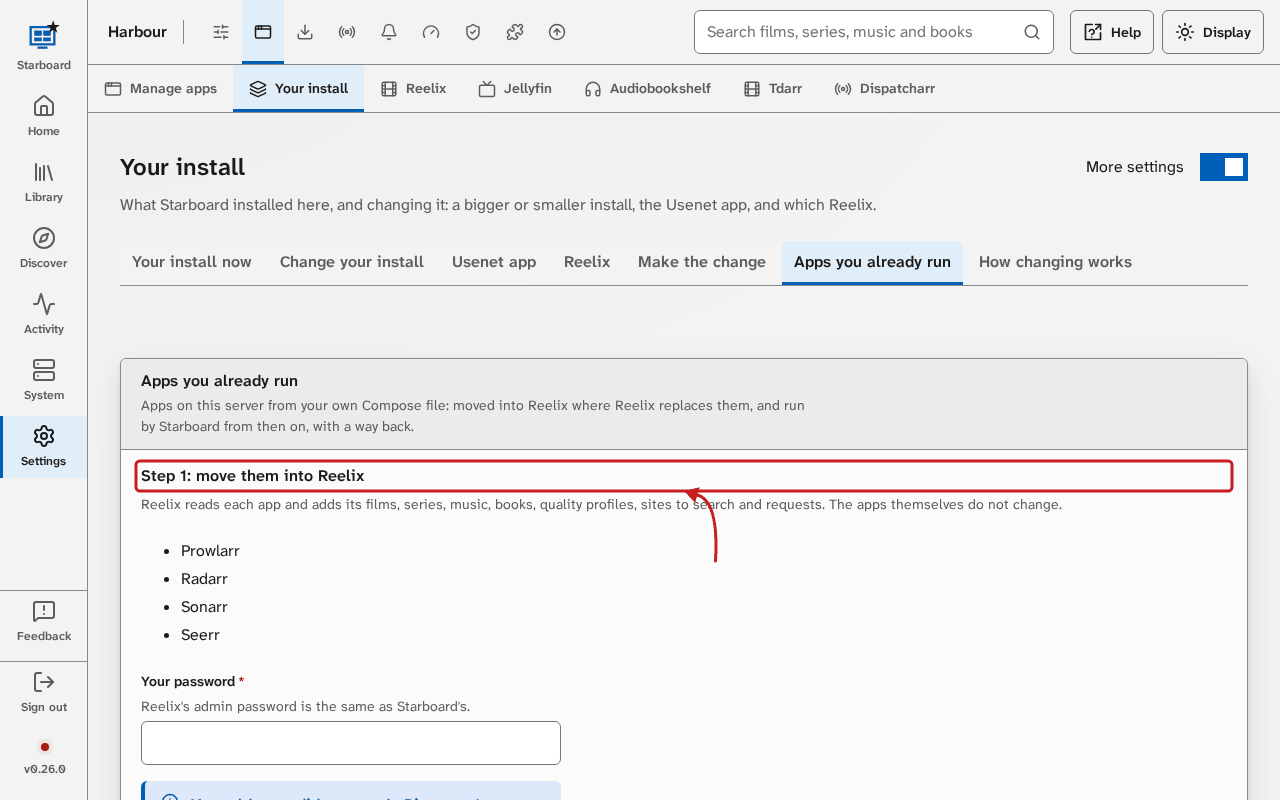 Starboard
Home
Library
Discover
Activity
System
Settings
Feedback
Sign out
v0.26.0
Harbour
Search films, series, music and books
Help
Display
Manage apps
Your install
Reelix
Jellyfin
Audiobookshelf
Tdarr
Dispatcharr
Your install
More settings
What Starboard installed here, and changing it: a bigger or smaller install, the Usenet app, and which Reelix.
Your install now
Change your install
Usenet app
Reelix
Make the change
Apps you already run
How changing works
Apps you already run
Apps on this server from your own Compose file: moved into Reelix where Reelix replaces them, and run
by Starboard from then on, with a way back.
Step 1: move them into Reelix
Reelix reads each app and adds its films, series, music, books, quality profiles, sites to search and requests. The apps themselves do not change.
Prowlarr
Radarr
Sonarr
Seerr
Your password *
Reelix's admin password is the same as Starboard's.